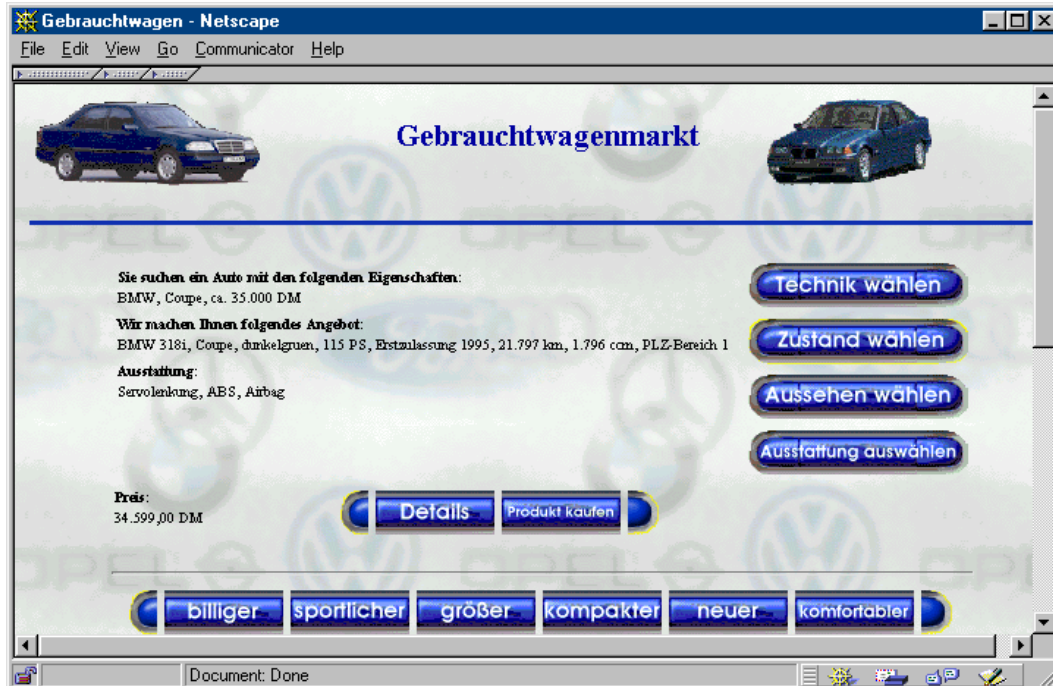 Gebrauchtwagen - Netscape
File Edit View Go Communicator Help
Gebrauchtwagenmarkt
Sie suchen ein Auto mit den folgenden Eigenschaften:
BMW, Coupe, ca. 35.000 DM
Wir machen Ihnen folgendes Angebot:
BMW 318i, Coupe, dunkelgruen, 115 PS, Erstzulassung 1995, 21.797 km, 1.796 ccm, PLZ-Bereich 1
Ausstattung:
Servolenkung, ABS, Airbag
Technik wählen
Zustand wählen
Aussehen wählen
Ausstattung auswählen
Preis:
34.599,00 DM
Details Produkt kaufen
billiger sportlicher größer kompakter neuer komfortabler
Document: Done